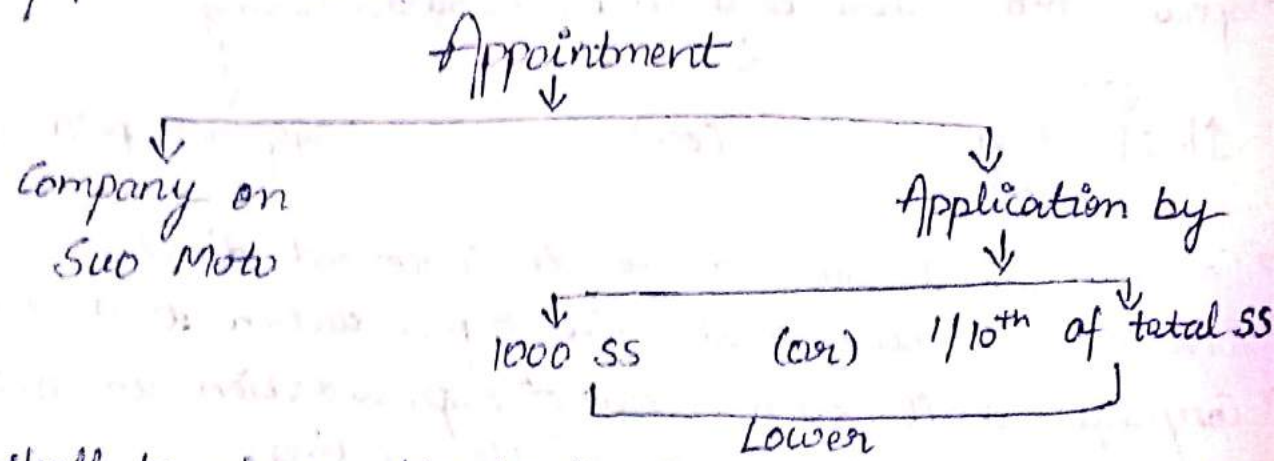 Appointment
Company on
Suo Moto
Application by
1000 SS (or) 1/10th of total SS
Lower